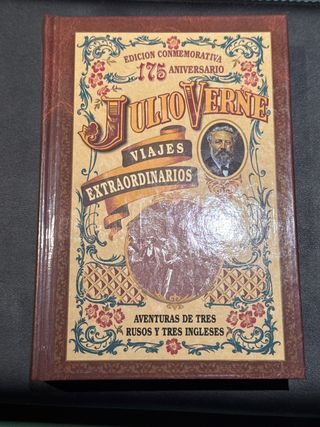 EDICION CONMEMORATIVA
175 ANIVERSARIO
JULIO VERNE
VIAJES
EXTRAORDINARIOS
AVENTURAS DE TRES
RUSOS Y TRES INGLESES